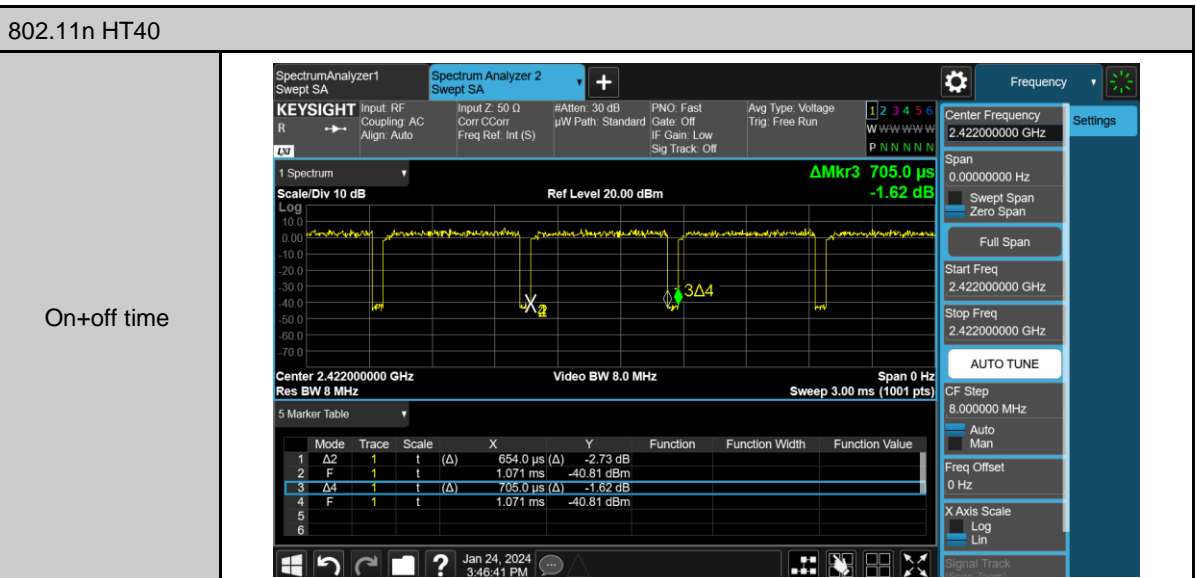 802.11n HT40
On+off time
SpectrumAnalyzer1
Swept SA
Spectrum Analyzer 2
Swept SA
+
Frequency
KEYSIGHT
R
LXI
Input: RF
Coupling: AC
Align: Auto
Input Z: 50 Ω
Corr CCorr
Freq Ref: Int (S)
#Atten: 30 dB
µW Path: Standard
PNO: Fast
Gate: Off
IF Gain: Low
Sig Track: Off
Avg Type: Voltage
Trig: Free Run
1 2 3 4 5 6
W W W W W W
P N N N N N
Center Frequency
2.422000000 GHz
Settings
1 Spectrum
ΔMkr3 705.0 µs
-1.62 dB
Scale/Div 10 dB
Ref Level 20.00 dBm
Log
10.0
0.00
-10.0
-20.0
-30.0
-40.0
-50.0
-60.0
-70.0
3Δ4
Center 2.422000000 GHz
Video BW 8.0 MHz
Span 0 Hz
Res BW 8 MHz
Sweep 3.00 ms (1001 pts)
Span
0.00000000 Hz
Swept Span
Zero Span
Full Span
Start Freq
2.422000000 GHz
Stop Freq
2.422000000 GHz
AUTO TUNE
CF Step
8.000000 MHz
Auto
Man
Freq Offset
0 Hz
X Axis Scale
Log
Lin
Signal Track
(Span Zoom)
5 Marker Table
Mode Trace Scale X Y Function Function Width Function Value
1 Δ2 1 t (Δ) 654.0 µs (Δ) -2.73 dB
2 F 1 t 1.071 ms -40.81 dBm
3 Δ4 1 t (Δ) 705.0 µs (Δ) -1.62 dB
4 F 1 t 1.071 ms -40.81 dBm
5
6
?
Jan 24, 2024
3:46:41 PM